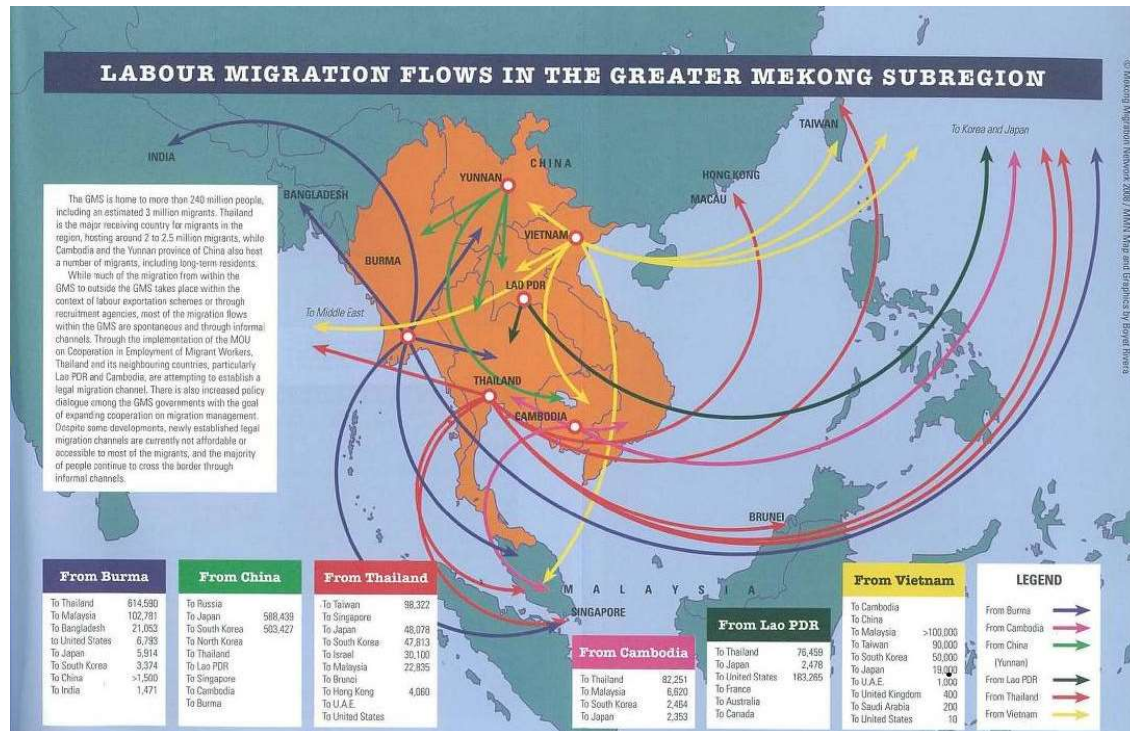 LABOUR MIGRATION FLOWS IN THE GREATER MEKONG SUBREGION
© Mekong Migration Network 2008 / MMN Map and Graphics by Boyet Rivera
INDIA
BANGLADESH
BURMA
YUNNAN
CHINA
TAIWAN
HONG KONG
MACAU
VIETNAM
LAO PDR
THAILAND
CAMBODIA
BRUNEI
MALAYSIA
SINGAPORE
To Korea and Japan
To Middle East
The GMS is home to more than 240 million people,
including an estimated 3 million migrants. Thailand
is the major receiving country for migrants in the
region, hosting around 2 to 2.5 million migrants, while
Cambodia and the Yunnan province of China also host
a number of migrants, including long-term residents.
While much of the migration from within the
GMS to outside the GMS takes place within the
context of labour exportation schemes or through
recruitment agencies, most of the migration flows
within the GMS are spontaneous and through informal
channels. Through the implementation of the MOU
on Cooperation in Employment of Migrant Workers,
Thailand and its neighbouring countries, particularly
Lao PDR and Cambodia, are attempting to establish a
legal migration channel. There is also increased policy
dialogue among the GMS governments with the goal
of expanding cooperation on migration management.
Despite some developments, newly established legal
migration channels are currently not affordable or
accessible to most of the migrants, and the majority
of people continue to cross the border through
informal channels.
From Burma
To Thailand 614,590
To Malaysia 102,781
To Bangladesh 21,053
to United States 6,793
To Japan 5,914
To South Korea 3,374
To China >1,500
To India 1,471
From China
To Russia
To Japan 588,439
To South Korea 503,427
To North Korea
To Thailand
To Lao PDR
To Singapore
To Cambodia
To Burma
From Thailand
To Taiwan 98,322
To Singapore
To Japan 48,078
To South Korea 47,813
To Israel 30,100
To Malaysia 22,835
To Brunei
To Hong Kong 4,060
To U.A.E.
To United States
From Cambodia
To Thailand 82,251
To Malaysia 6,620
To South Korea 2,464
To Japan 2,353
From Lao PDR
To Thailand 76,459
To Japan 2,478
To United States 183,265
To France
To Australia
To Canada
From Vietnam
To Cambodia
To China
To Malaysia >100,000
To Taiwan 90,000
To South Korea 50,000
To Japan 19,000
To U.A.E. 1,000
To United Kingdom 400
To Saudi Arabia 200
To United States 10
LEGEND
From Burma
From Cambodia
From China
(Yunnan)
From Lao PDR
From Thailand
From Vietnam